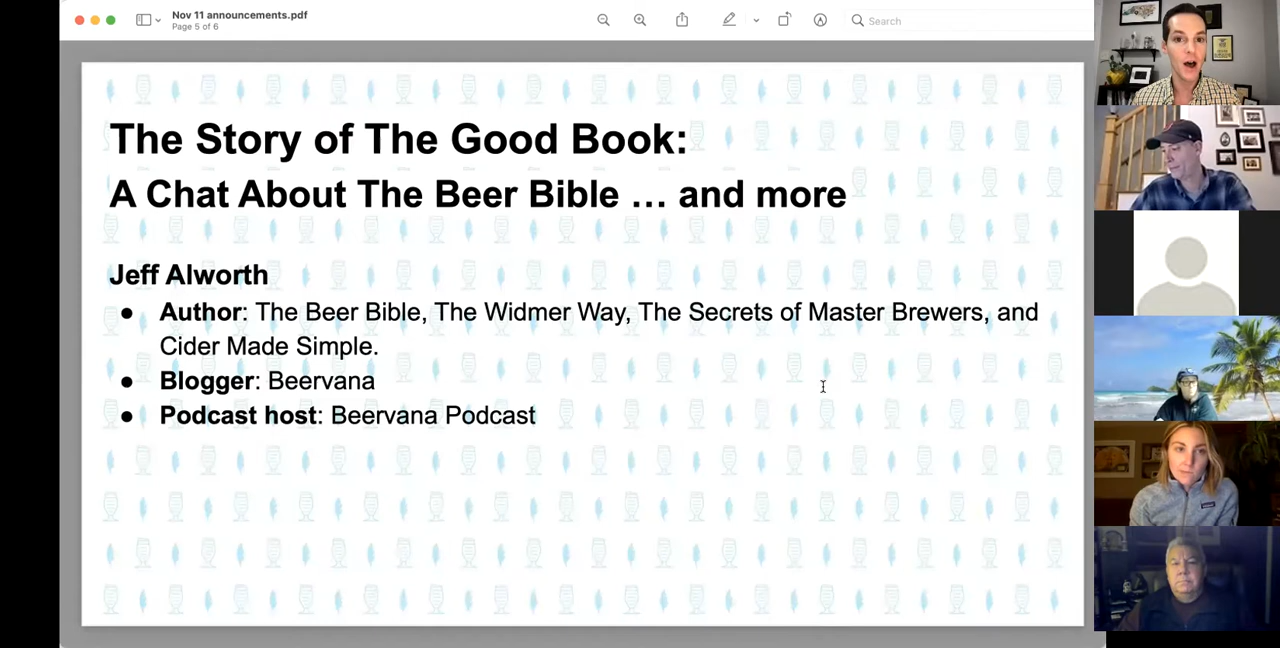 Nov 11 announcements.pdf
Page 5 of 6
Search
The Story of The Good Book:
A Chat About The Beer Bible … and more
Jeff Alworth
● Author: The Beer Bible, The Widmer Way, The Secrets of Master Brewers, and
Cider Made Simple.
● Blogger: Beervana
● Podcast host: Beervana Podcast